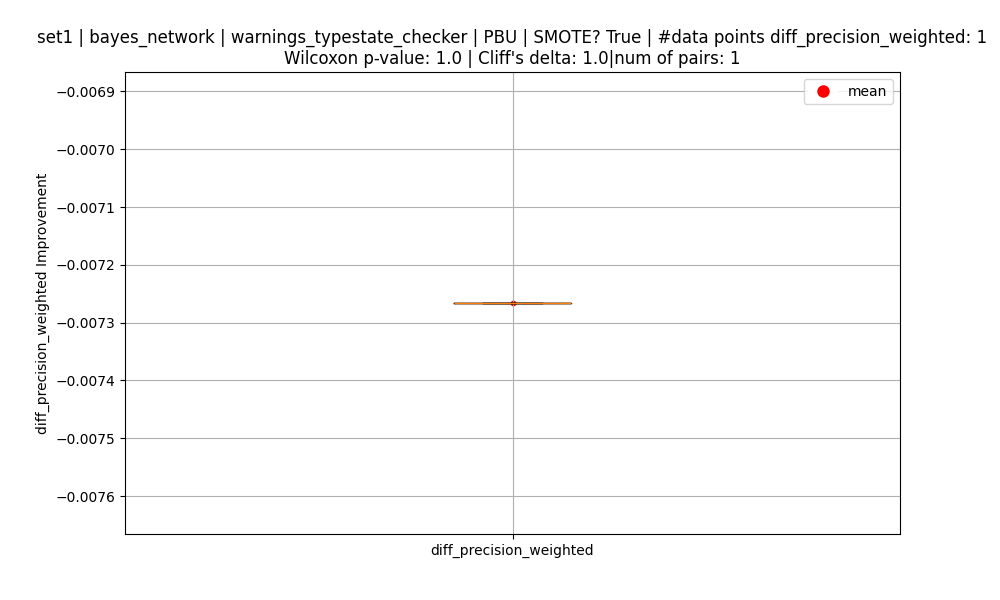 set1 | bayes_network | warnings_typestate_checker | PBU | SMOTE? True | #data points diff_precision_weighted: 1
Wilcoxon p-value: 1.0 | Cliff's delta: 1.0|num of pairs: 1
mean
−0.0069
−0.0070
−0.0071
−0.0072
−0.0073
−0.0074
−0.0075
−0.0076
diff_precision_weighted Improvement
diff_precision_weighted